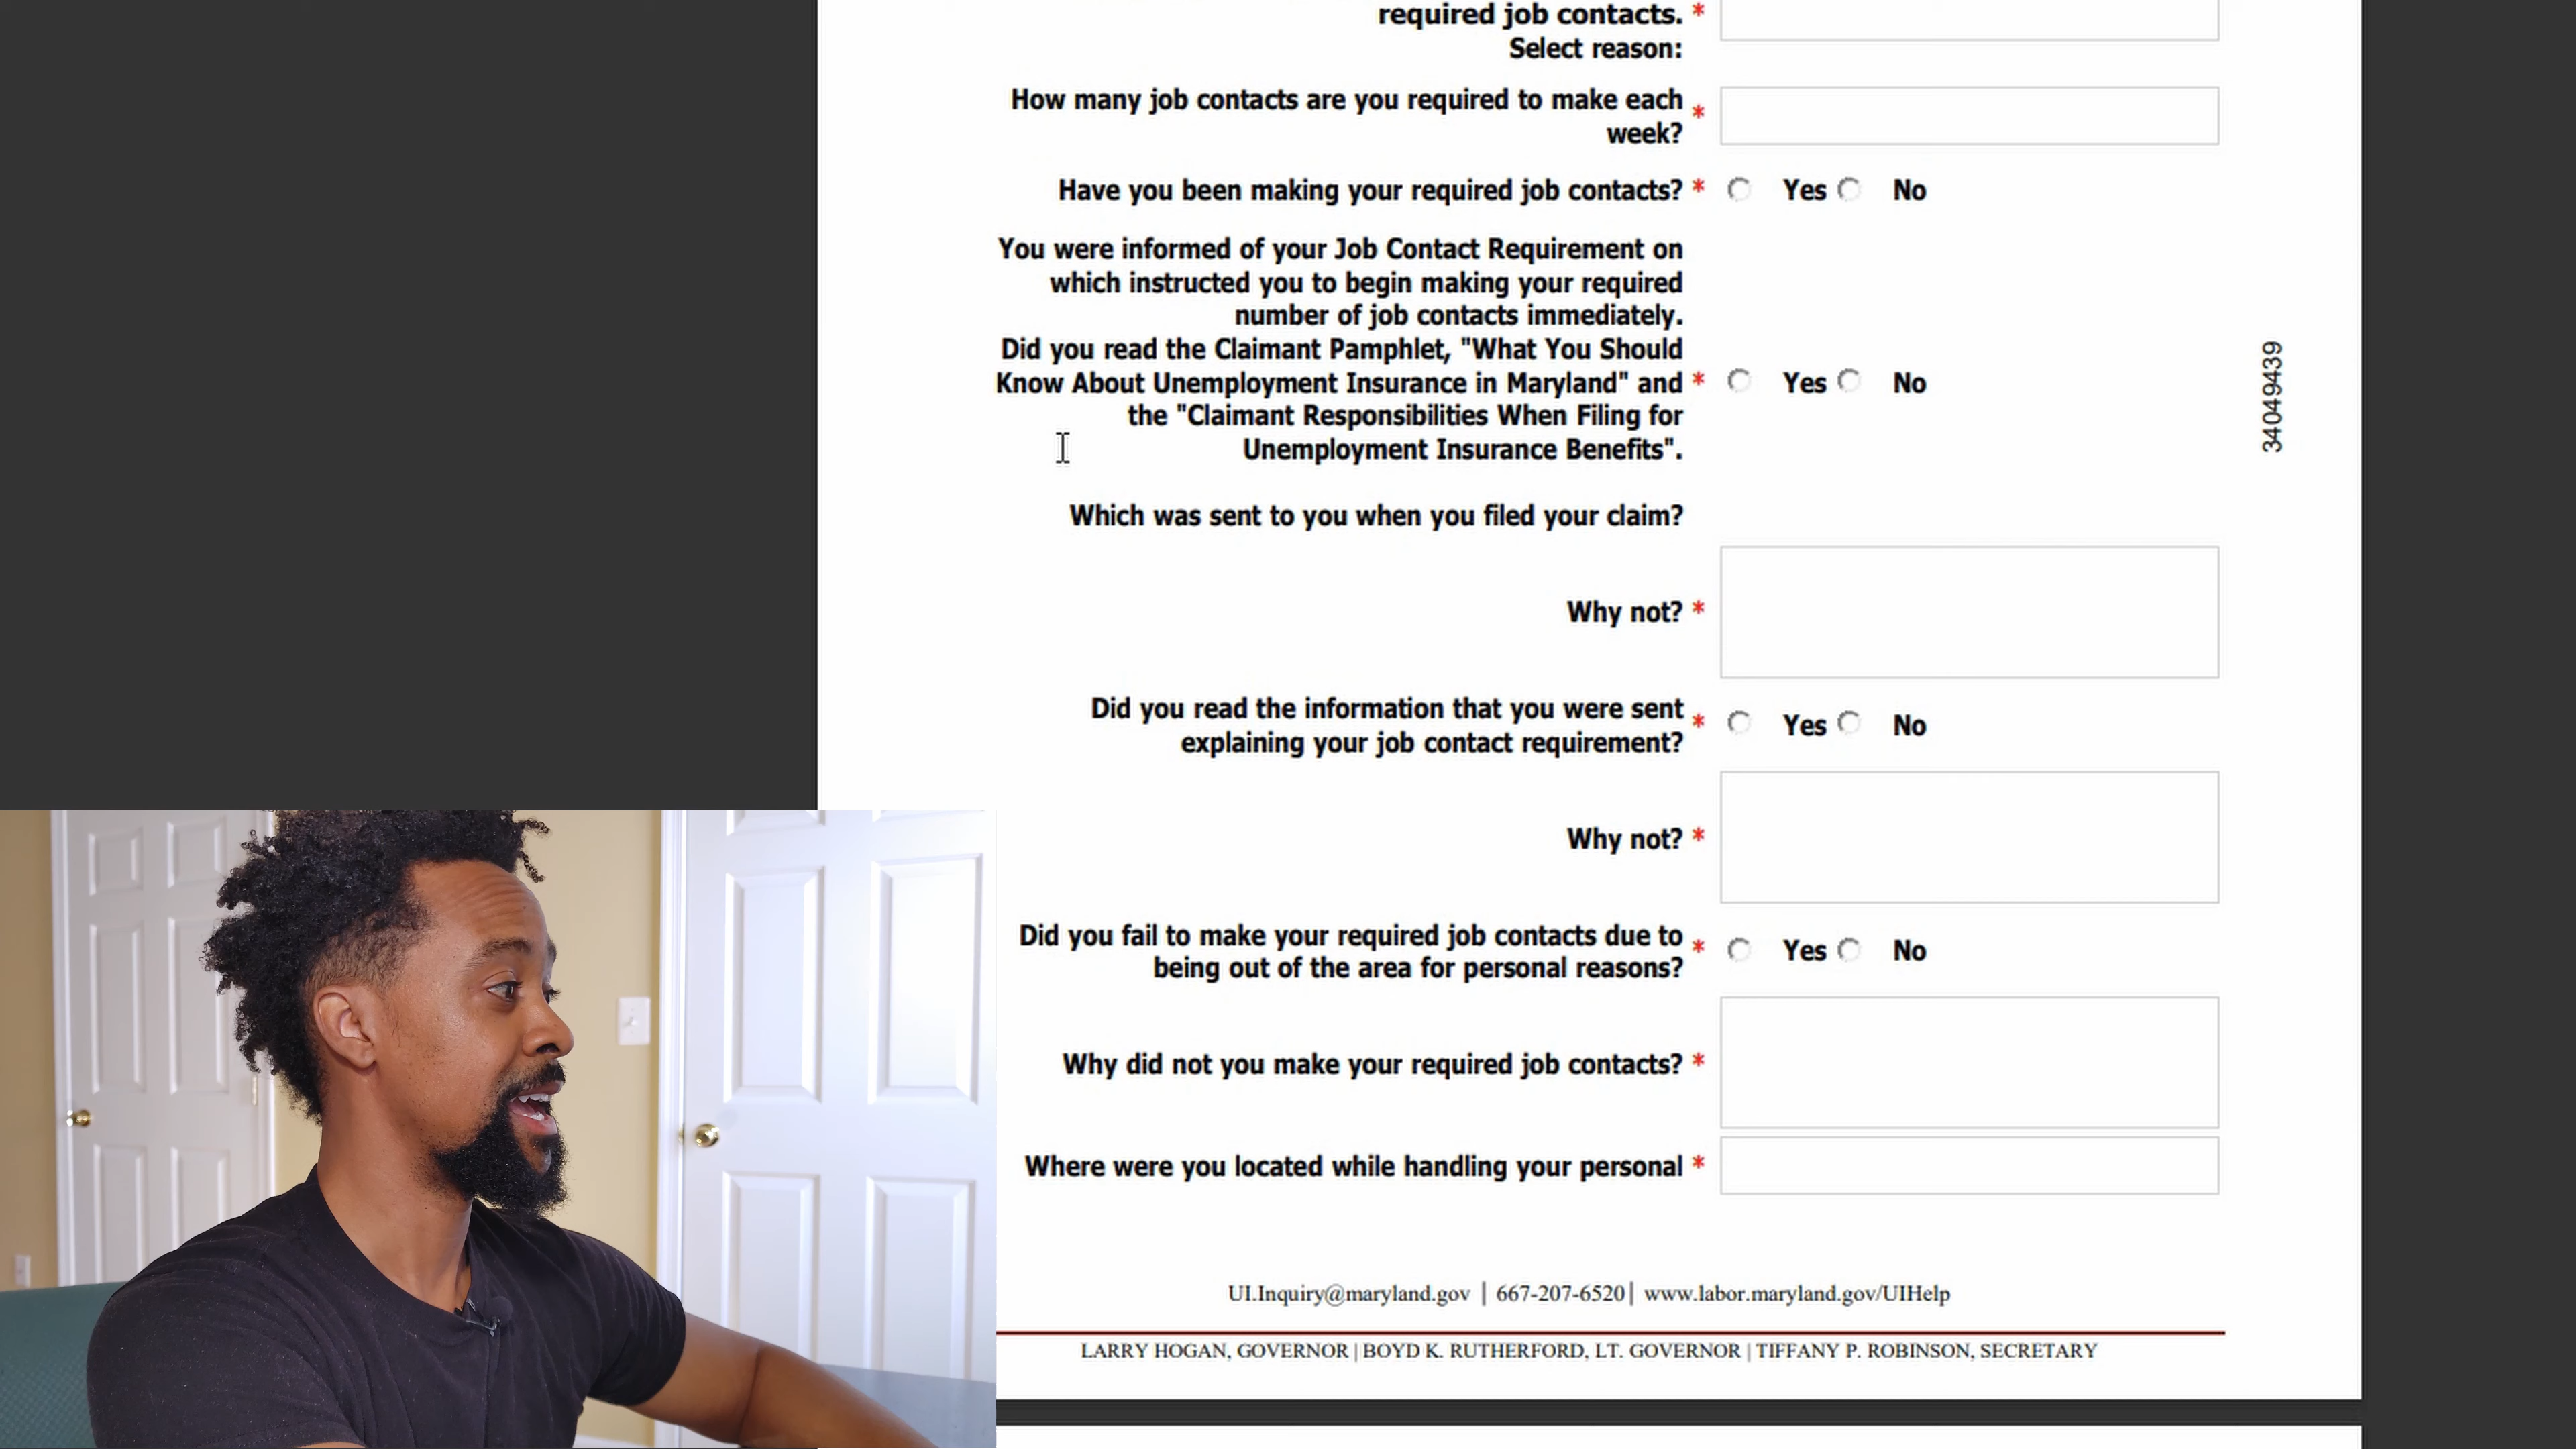 required job contacts. *
Select reason:
How many job contacts are you required to make each
week? *
Have you been making your required job contacts? * Yes No
You were informed of your Job Contact Requirement on
which instructed you to begin making your required
number of job contacts immediately.
Did you read the Claimant Pamphlet, "What You Should
Know About Unemployment Insurance in Maryland" and * Yes No
the "Claimant Responsibilities When Filing for
Unemployment Insurance Benefits".
34049439
Which was sent to you when you filed your claim?
Why not? *
Did you read the information that you were sent
explaining your job contact requirement? * Yes No
Why not? *
Did you fail to make your required job contacts due to
being out of the area for personal reasons? * Yes No
Why did not you make your required job contacts? *
Where were you located while handling your personal *
UI.Inquiry@maryland.gov | 667-207-6520| www.labor.maryland.gov/UIHelp
LARRY HOGAN, GOVERNOR | BOYD K. RUTHERFORD, LT. GOVERNOR | TIFFANY P. ROBINSON, SECRETARY